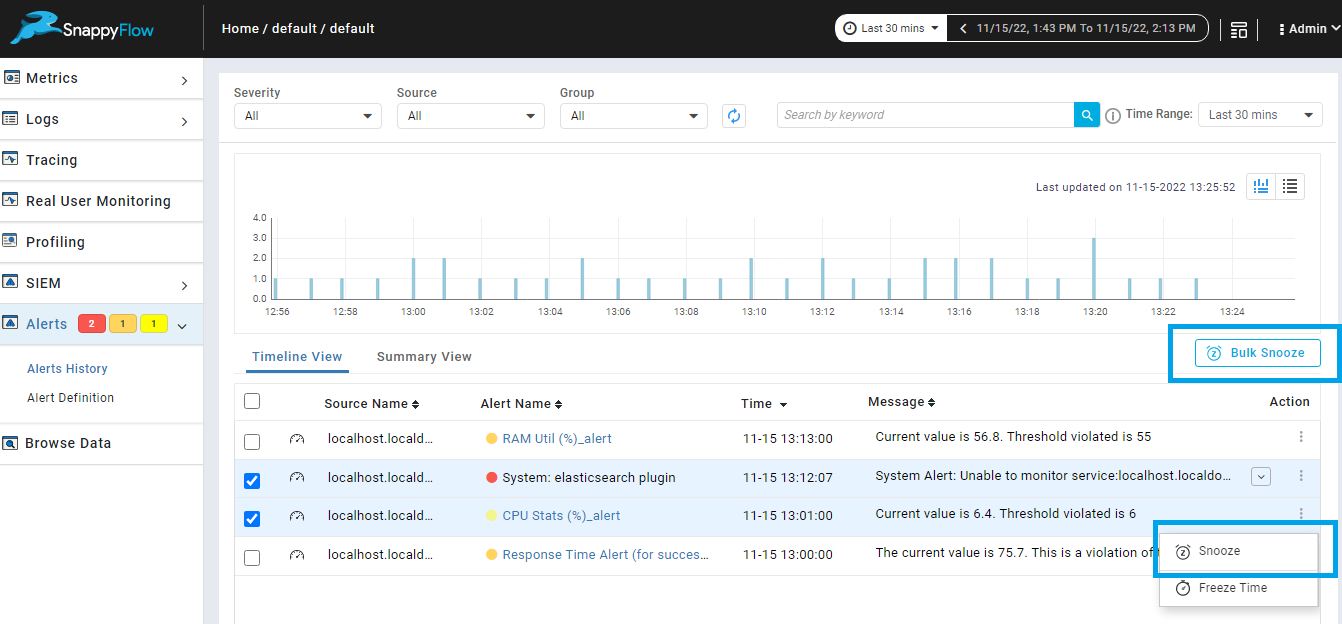 SnappyFlow
Home / default / default
Last 30 mins
11/15/22, 1:43 PM To 11/15/22, 2:13 PM
Admin
Metrics
Logs
Tracing
Real User Monitoring
Profiling
SIEM
Alerts 2 1 1
Alerts History
Alert Definition
Browse Data
Severity Source Group
All All All
Search by keyword
Time Range: Last 30 mins
Last updated on 11-15-2022 13:25:52
4.0
3.0
2.0
1.0
0.0
12:56 12:58 13:00 13:02 13:04 13:06 13:08 13:10 13:12 13:14 13:16 13:18 13:20 13:22 13:24
Timeline View Summary View
Bulk Snooze
Source Name Alert Name Time Message Action
localhost.locald... RAM Util (%)_alert 11-15 13:13:00 Current value is 56.8. Threshold violated is 55
localhost.locald... System: elasticsearch plugin 11-15 13:12:07 System Alert: Unable to monitor service:localhost.localdo...
localhost.locald... CPU Stats (%)_alert 11-15 13:01:00 Current value is 6.4. Threshold violated is 6
localhost.locald... Response Time Alert (for succes... 11-15 13:00:00 The current value is 75.7. This is a violation of
Snooze
Freeze Time